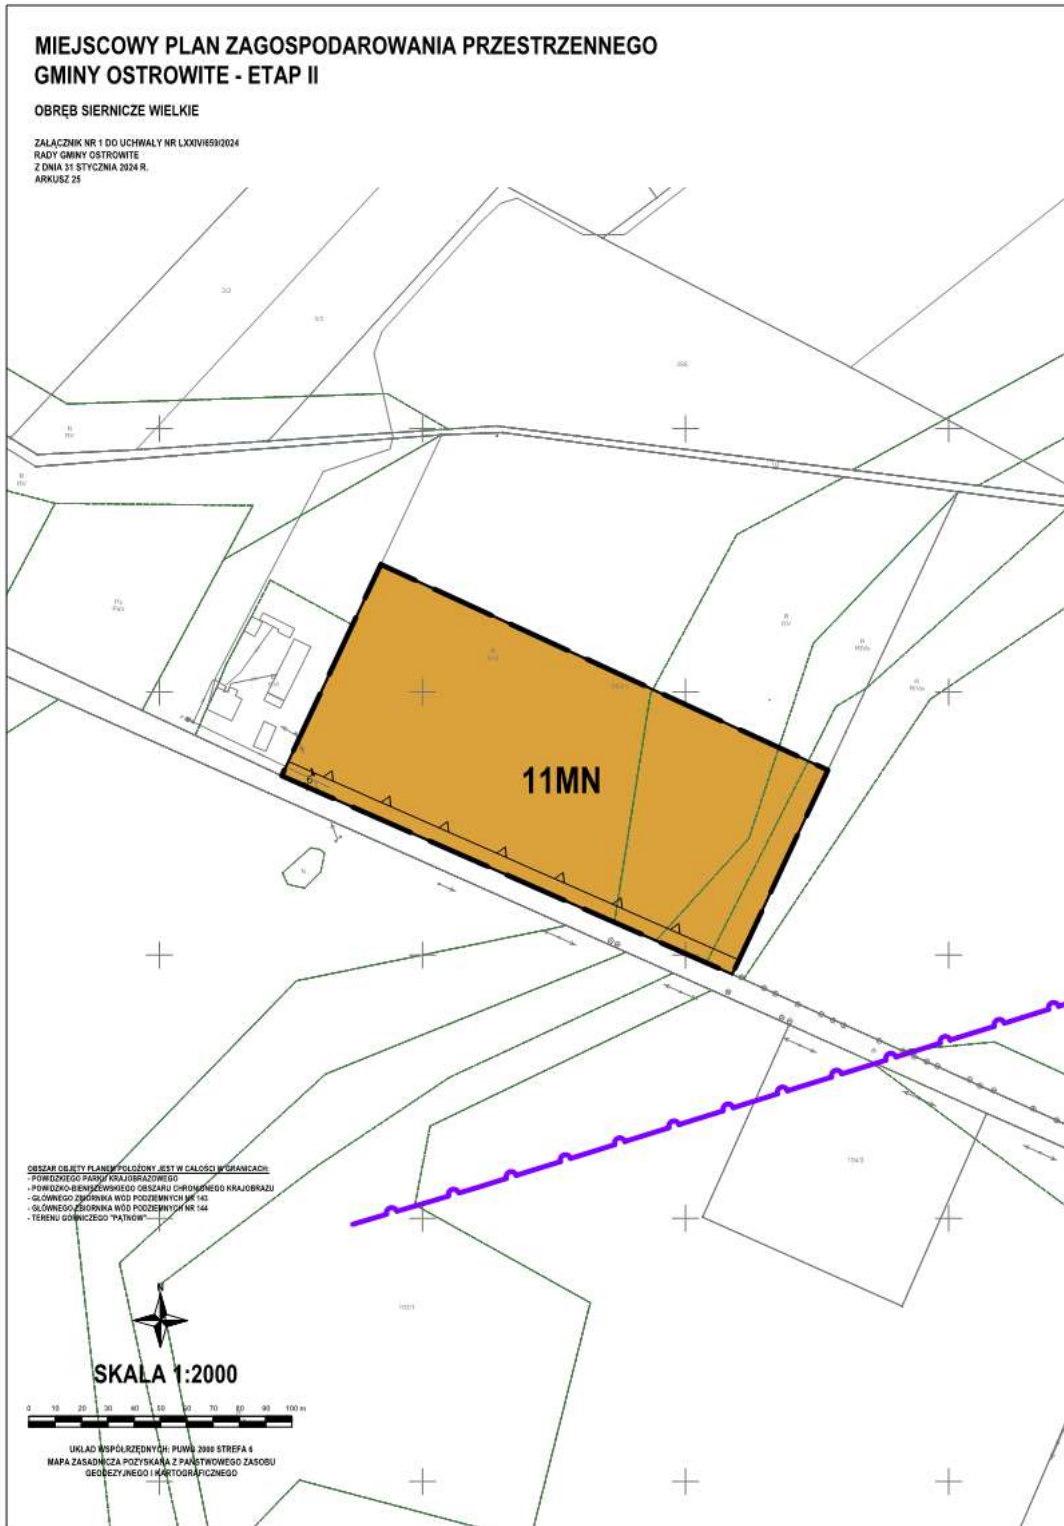 MIEJSCOWY PLAN ZAGOSPODAROWANIA PRZESTRZENNEGO
GMINY OSTROWITE - ETAP II
OBRĘB SIERNICZE WIELKIE
ZAŁĄCZNIK NR 1 DO UCHWAŁY NR LXXIV/659/2024
RADY GMINY OSTROWITE
Z DNIA 31 STYCZNIA 2024 R.
ARKUSZ 25
11MN
OBSZAR OBJĘTY PLANEM POŁOŻONY JEST W CAŁOŚCI W GRANICACH:
- POWIDZKIEGO PARKU KRAJOBRAZOWEGO
- POWIDZKO-BIENISZEWSKIEGO OBSZARU CHRONIONEGO KRAJOBRAZU
- GŁÓWNEGO ZBIORNIKA WÓD PODZIEMNYCH NR 143
- GŁÓWNEGO ZBIORNIKA WÓD PODZIEMNYCH NR 144
- TERENU GÓRNICZEGO "PĄTNÓW"
N
SKALA 1:2000
0 10 20 30 40 50 60 70 80 90 100 m
UKŁAD WSPÓŁRZĘDNYCH: PUWG 2000 STREFA 6
MAPA ZASADNICZA POZYSKANA Z PAŃSTWOWEGO ZASOBU
GEODEZYJNEGO I KARTOGRAFICZNEGO